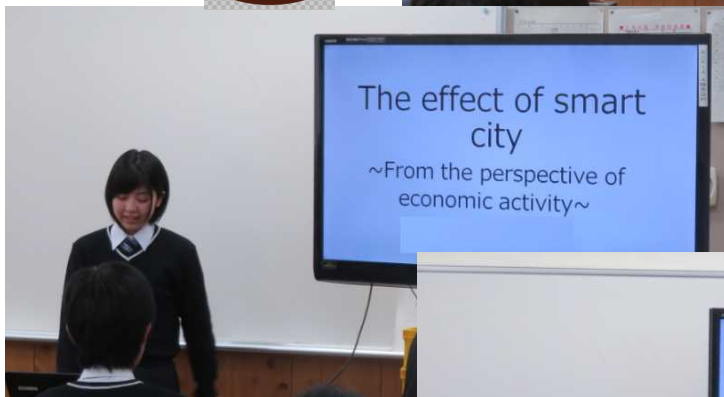 The effect of smart
city
~From the perspective of
economic activity~